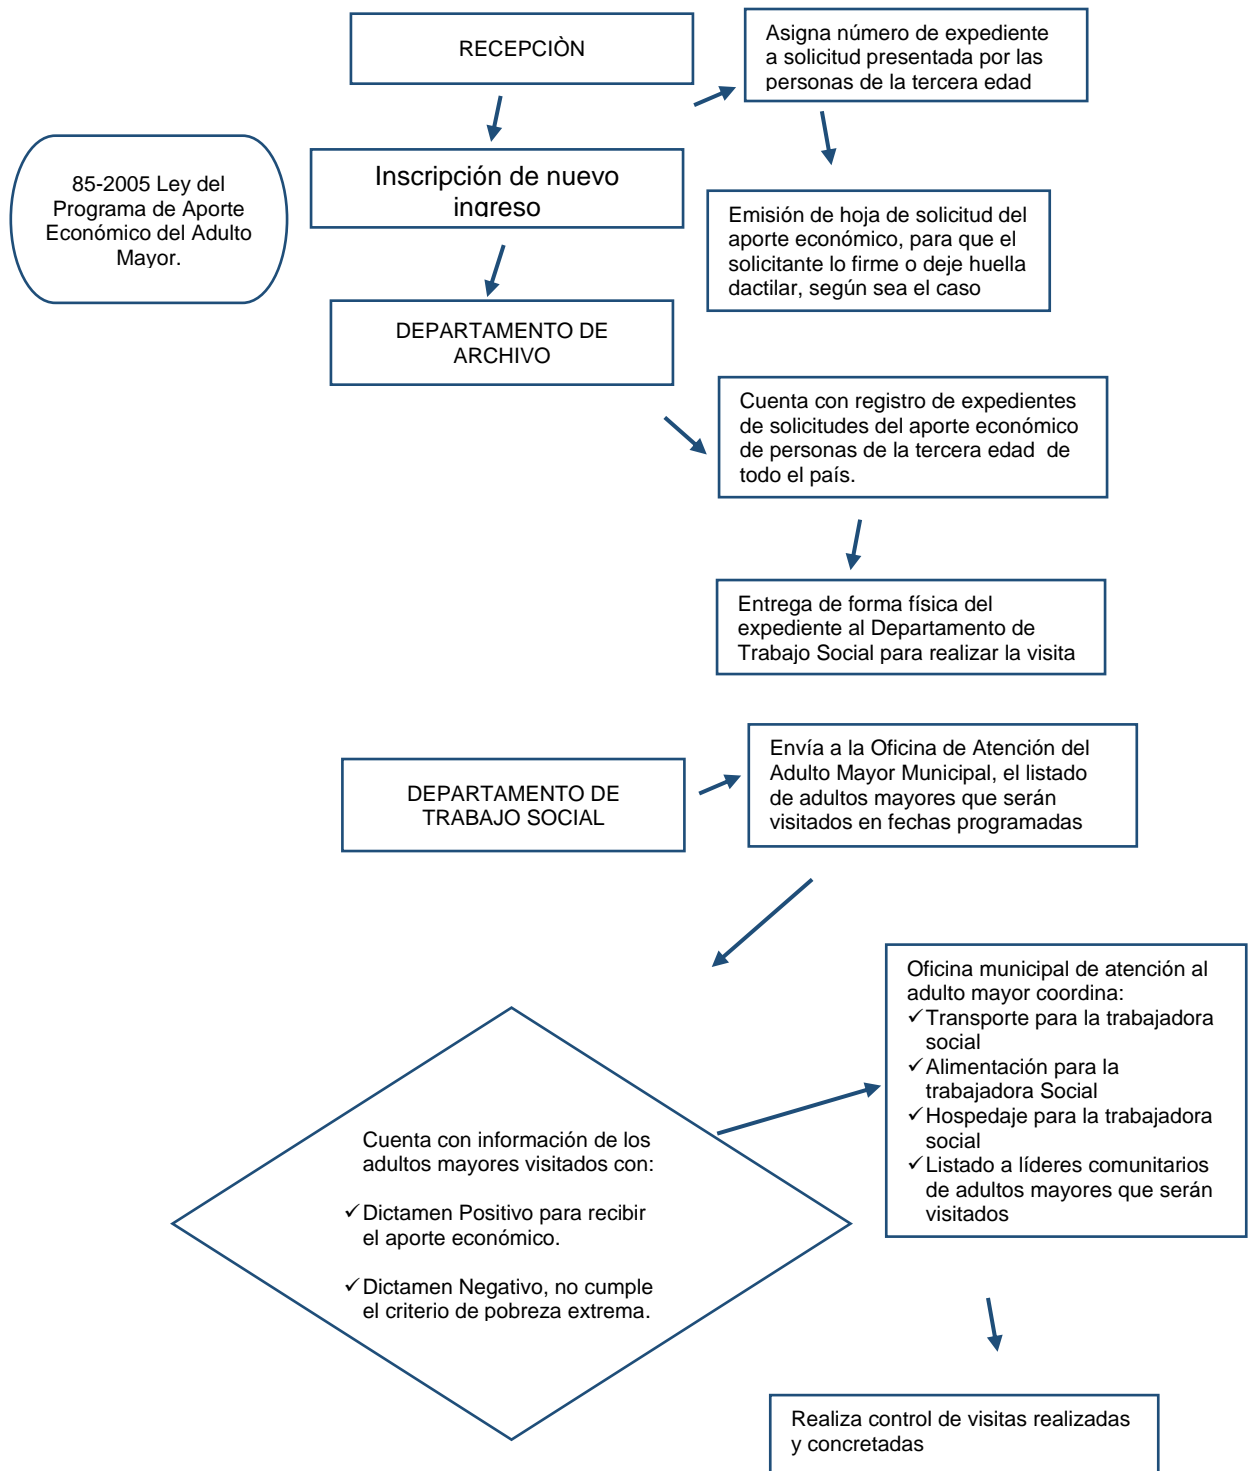 RECEPCIÒN
Asigna número de expediente
a solicitud presentada por las
personas de la tercera edad
85-2005 Ley del
Programa de Aporte
Económico del Adulto
Mayor.
Inscripción de nuevo
ingreso
Emisión de hoja de solicitud del
aporte económico, para que el
solicitante lo firme o deje huella
dactilar, según sea el caso
DEPARTAMENTO DE
ARCHIVO
Cuenta con registro de expedientes
de solicitudes del aporte económico
de personas de la tercera edad de
todo el país.
Entrega de forma física del
expediente al Departamento de
Trabajo Social para realizar la visita
DEPARTAMENTO DE
TRABAJO SOCIAL
Envía a la Oficina de Atención del
Adulto Mayor Municipal, el listado
de adultos mayores que serán
visitados en fechas programadas
Oficina municipal de atención al
adulto mayor coordina:
✓Transporte para la trabajadora
social
✓Alimentación para la
trabajadora Social
✓Hospedaje para la trabajadora
social
✓Listado a líderes comunitarios
de adultos mayores que serán
visitados
Cuenta con información de los
adultos mayores visitados con:
✓Dictamen Positivo para recibir
el aporte económico.
✓Dictamen Negativo, no cumple
el criterio de pobreza extrema.
Realiza control de visitas realizadas
y concretadas